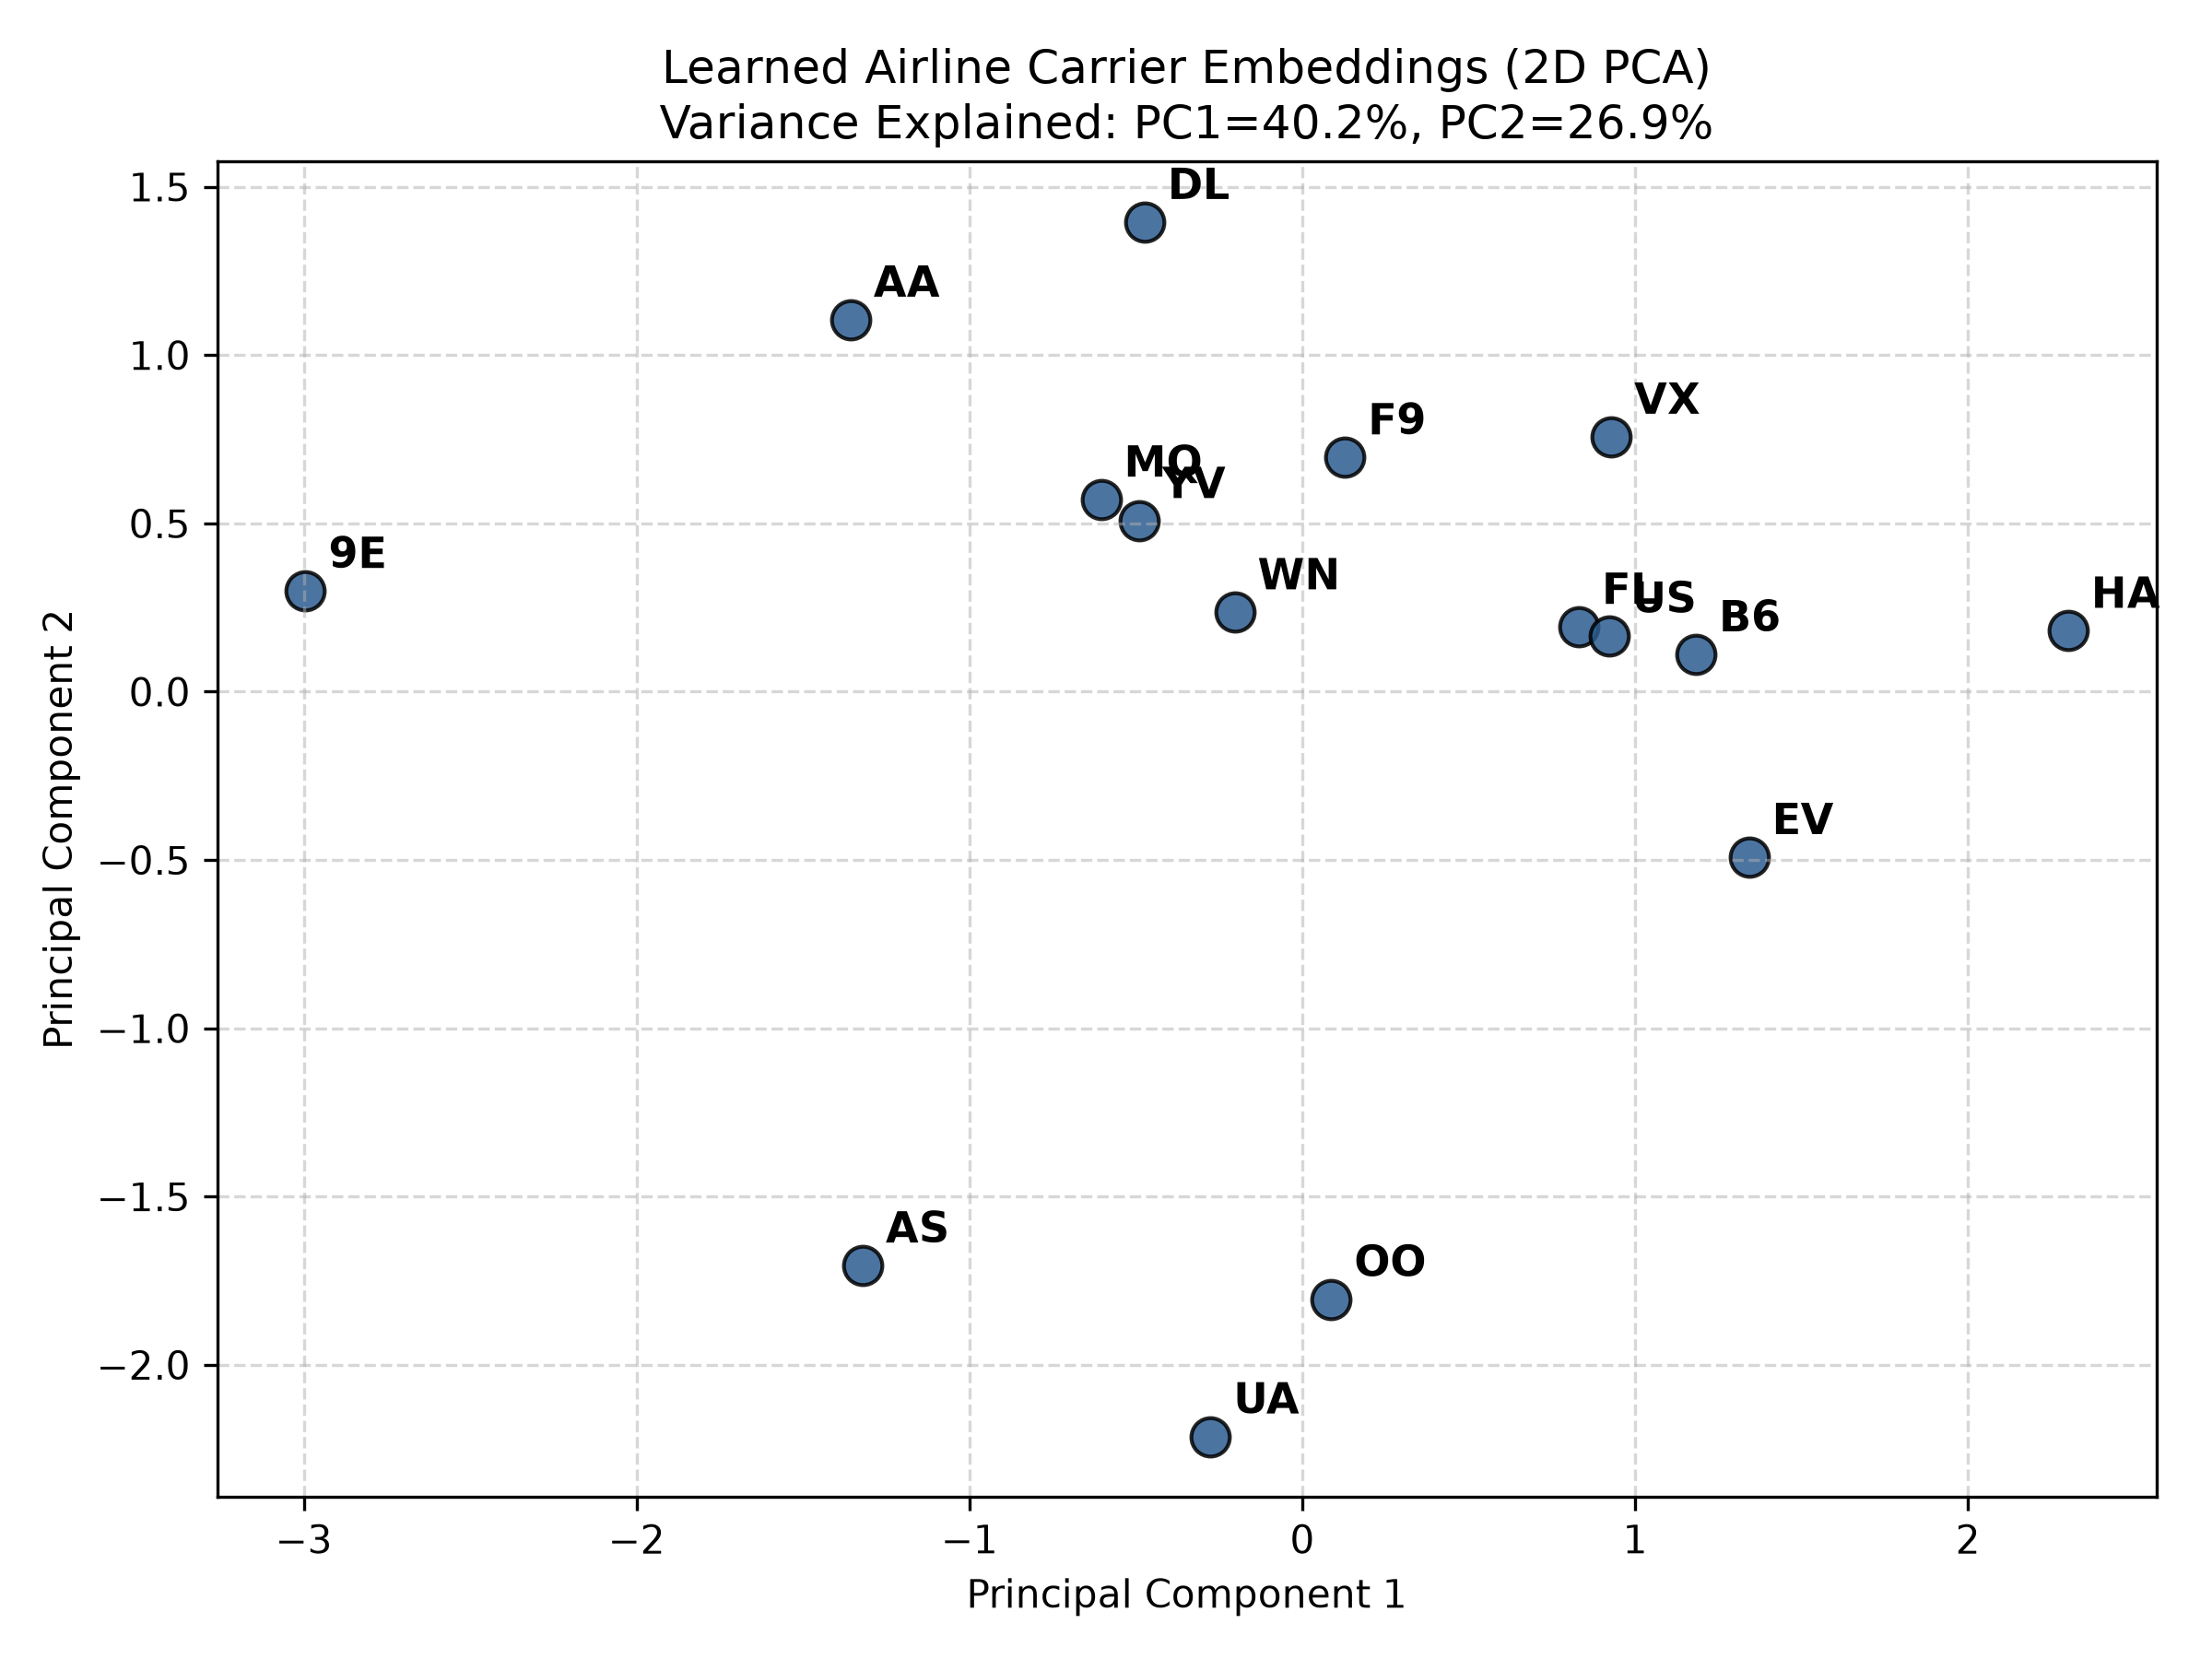 Learned Airline Carrier Embeddings (2D PCA)
Variance Explained: PC1=40.2%, PC2=26.9%
Principal Component 2
1.5
1.0
0.5
0.0
−0.5
−1.0
−1.5
−2.0
DL
AA
VX
F9
MQ
YV
9E
WN
FL
US
B6
HA
EV
AS
OO
UA
−3
−2
−1
0
1
2
Principal Component 1